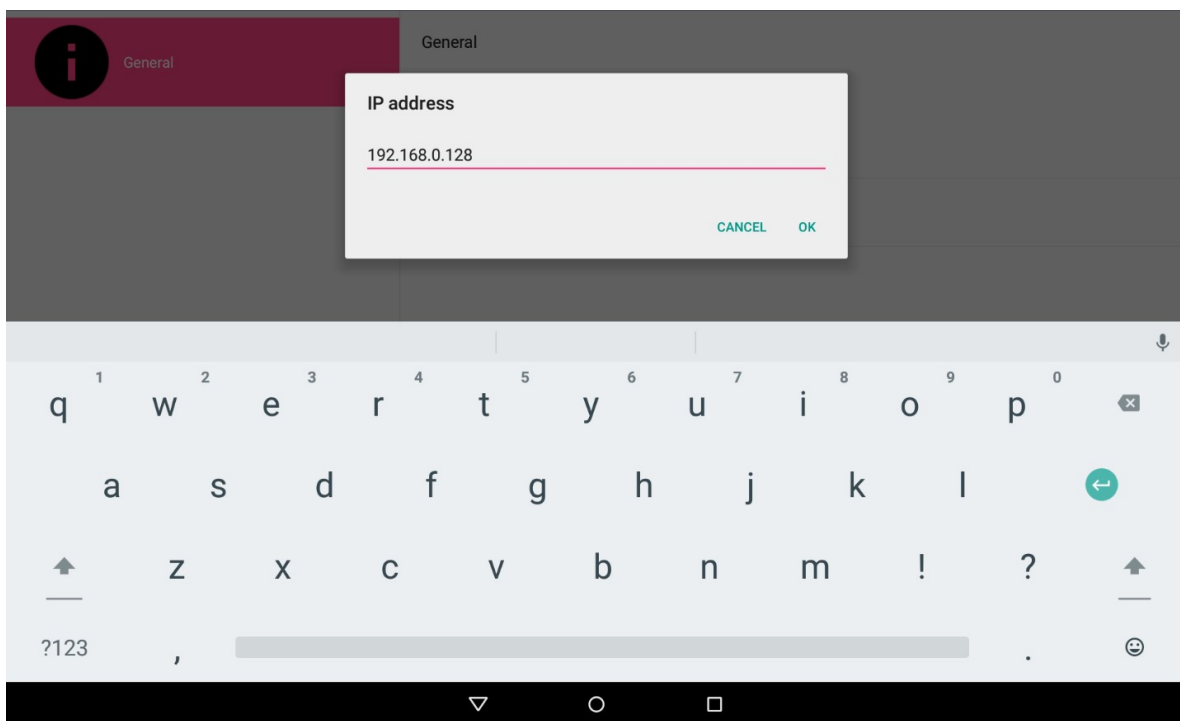 General
General
IP address
192.168.0.128
CANCEL OK
1 2 3 4 5 6 7 8 9 0
q w e r t y u i o p
a s d f g h j k l
z x c v b n m ! ?
?123 , .